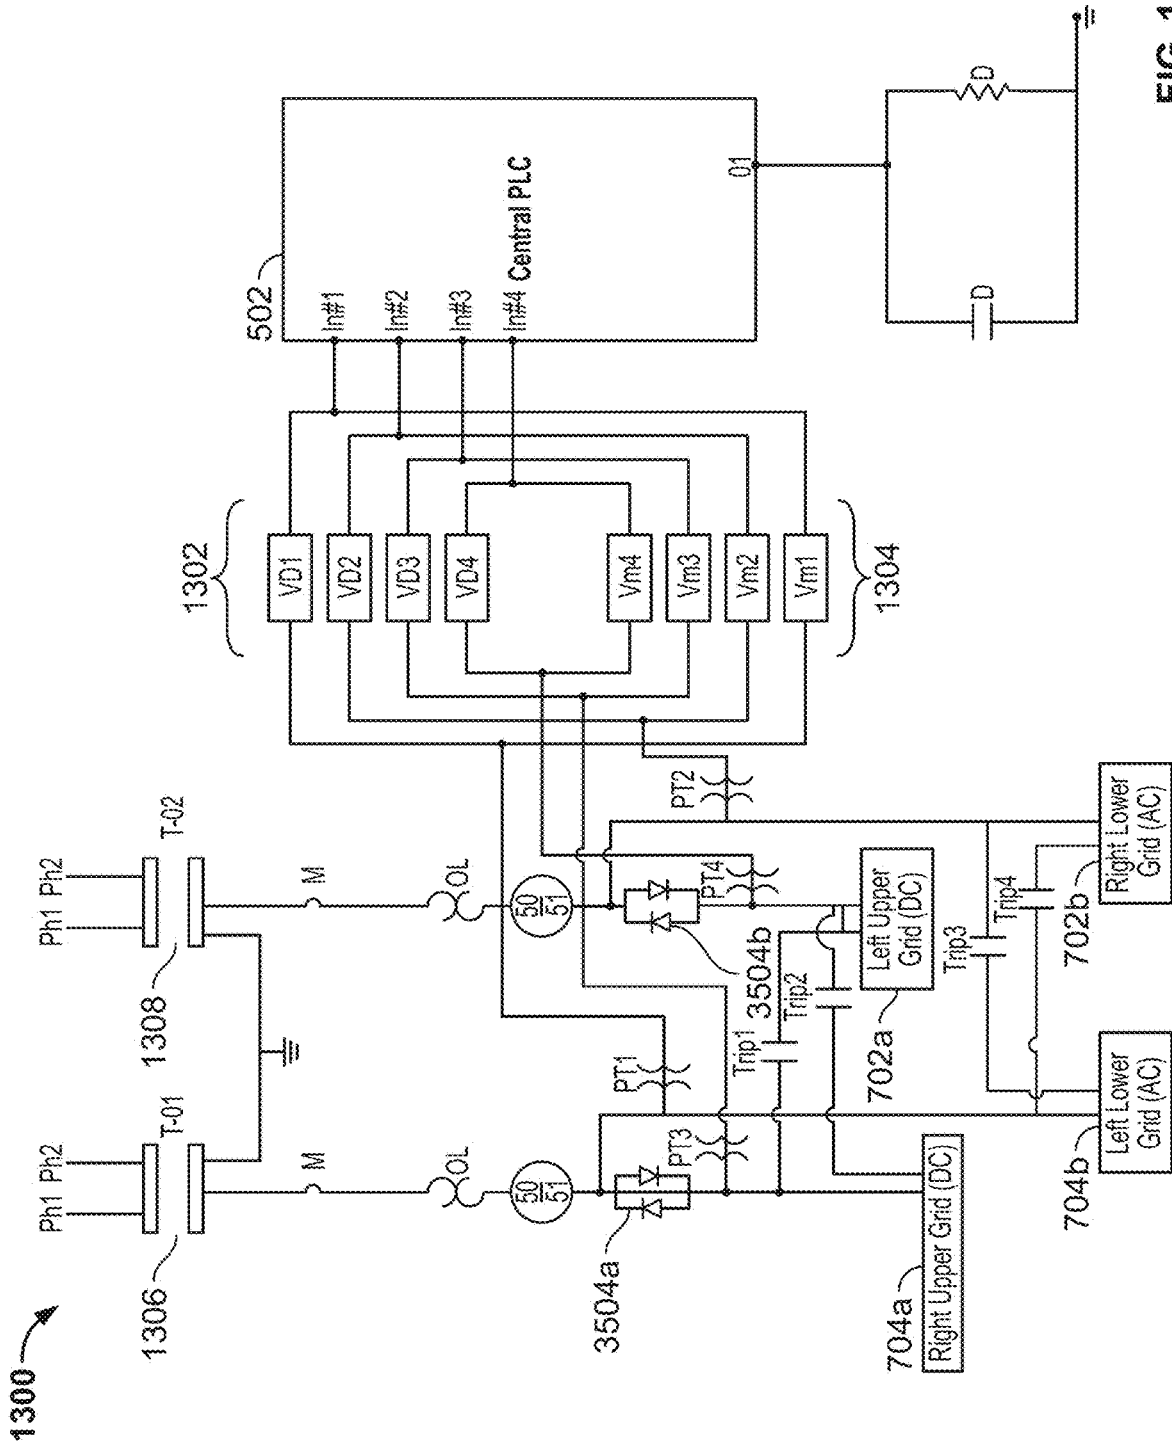 1300
1306
Ph1 Ph2
T-01
M
OL
50
51
3504a
PT3
PT1
704a
Right Upper Grid (DC)
704b
Left Lower
Grid (AC)
1308
Ph1 Ph2
T-02
M
OL
50
51
3504b
PT4
PT2
Trip1
Trip2
702a
Left Upper
Grid (DC)
Trip3
Trip4
702b
Right Lower
Grid (AC)
1302
VD1
VD2
VD3
VD4
Vm4
Vm3
Vm2
Vm1
1304
502
In#1
In#2
In#3
In#4
Central PLC
01
D
D
FIG. 1